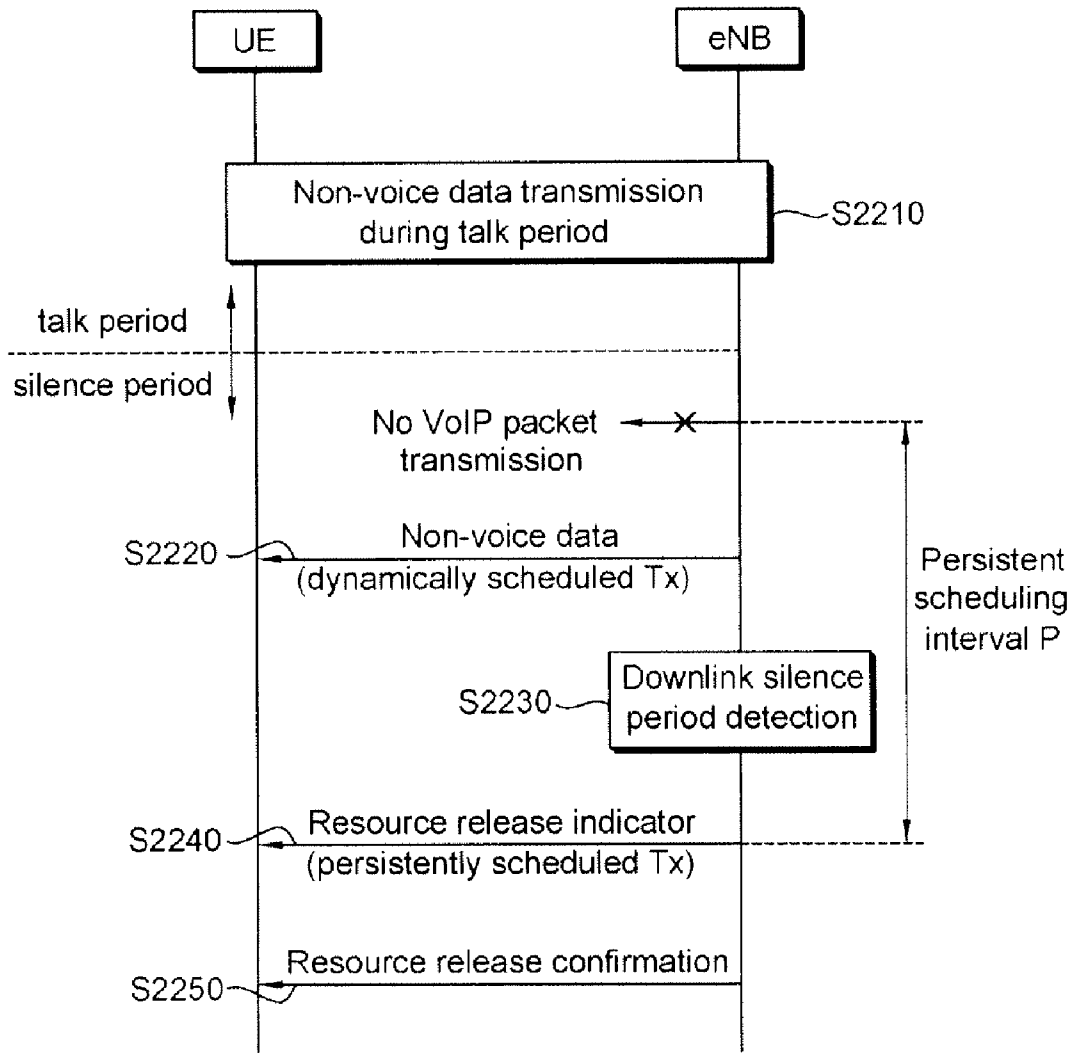 UE
eNB
Non-voice data transmission
during talk period
S2210
talk period
silence period
No VoIP packet
transmission
S2220
Non-voice data
(dynamically scheduled Tx)
Persistent
scheduling
interval P
S2230
Downlink silence
period detection
S2240
Resource release indicator
(persistently scheduled Tx)
Resource release confirmation
S2250